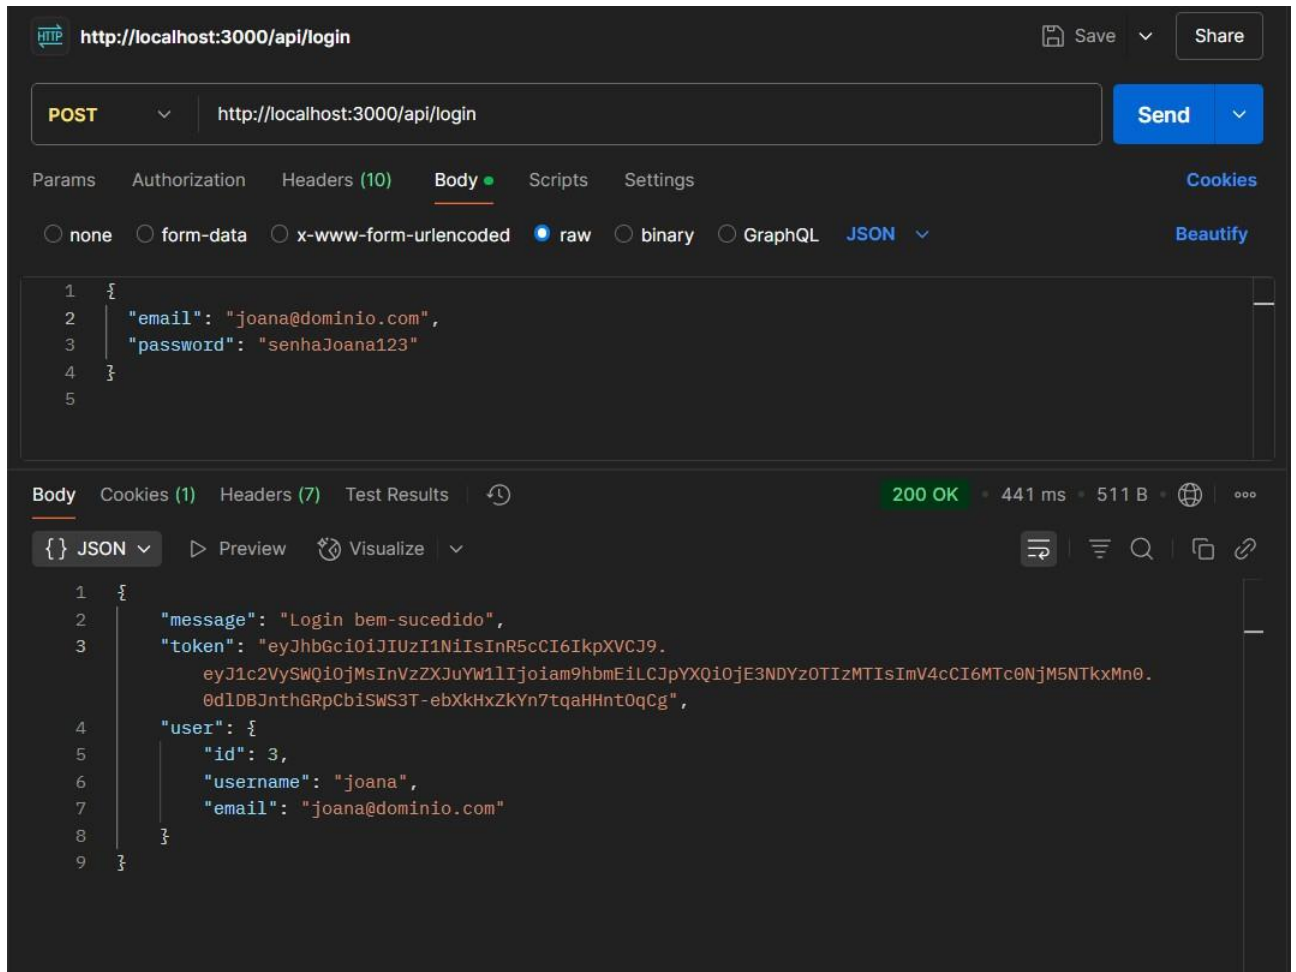 HTTP http://localhost:3000/api/login Save Share
POST http://localhost:3000/api/login Send
Params Authorization Headers (10) Body Scripts Settings Cookies
none form-data x-www-form-urlencoded raw binary GraphQL JSON Beautify
1 {
2 "email": "joana@dominio.com",
3 "password": "senhaJoana123"
4 }
5
Body Cookies (1) Headers (7) Test Results 200 OK 441 ms 511 B
{} JSON Preview Visualize
1 {
2 "message": "Login bem-sucedido",
3 "token": "eyJhbGciOiJIUzI1NiIsInR5cCI6IkpXVCJ9.
eyJ1c2VySWQiOjMsInVzZXJuYW1lIjoiam9hbmEiLCJpYXQiOjE3NDYzOTIzMTIsImV4cCI6MTc0NjM5NTkxMn0.
0dlDBJnthGRpCbiSWS3T-ebXkHxZkYn7tqaHHntOqCg",
4 "user": {
5 "id": 3,
6 "username": "joana",
7 "email": "joana@dominio.com"
8 }
9 }